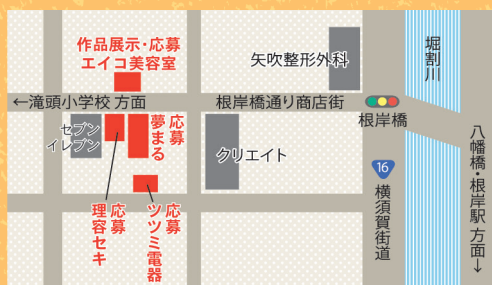 作品展示・応募
エイコ美容室
矢吹整形外科
堀割川
←滝頭小学校 方面
根岸橋通り商店街
根岸橋
セブン
イレブン
応募
夢まる
クリエイト
応募
理容セキ
応募
ツツミ電器
16
横須賀街道
八幡橋・根岸駅 方面→